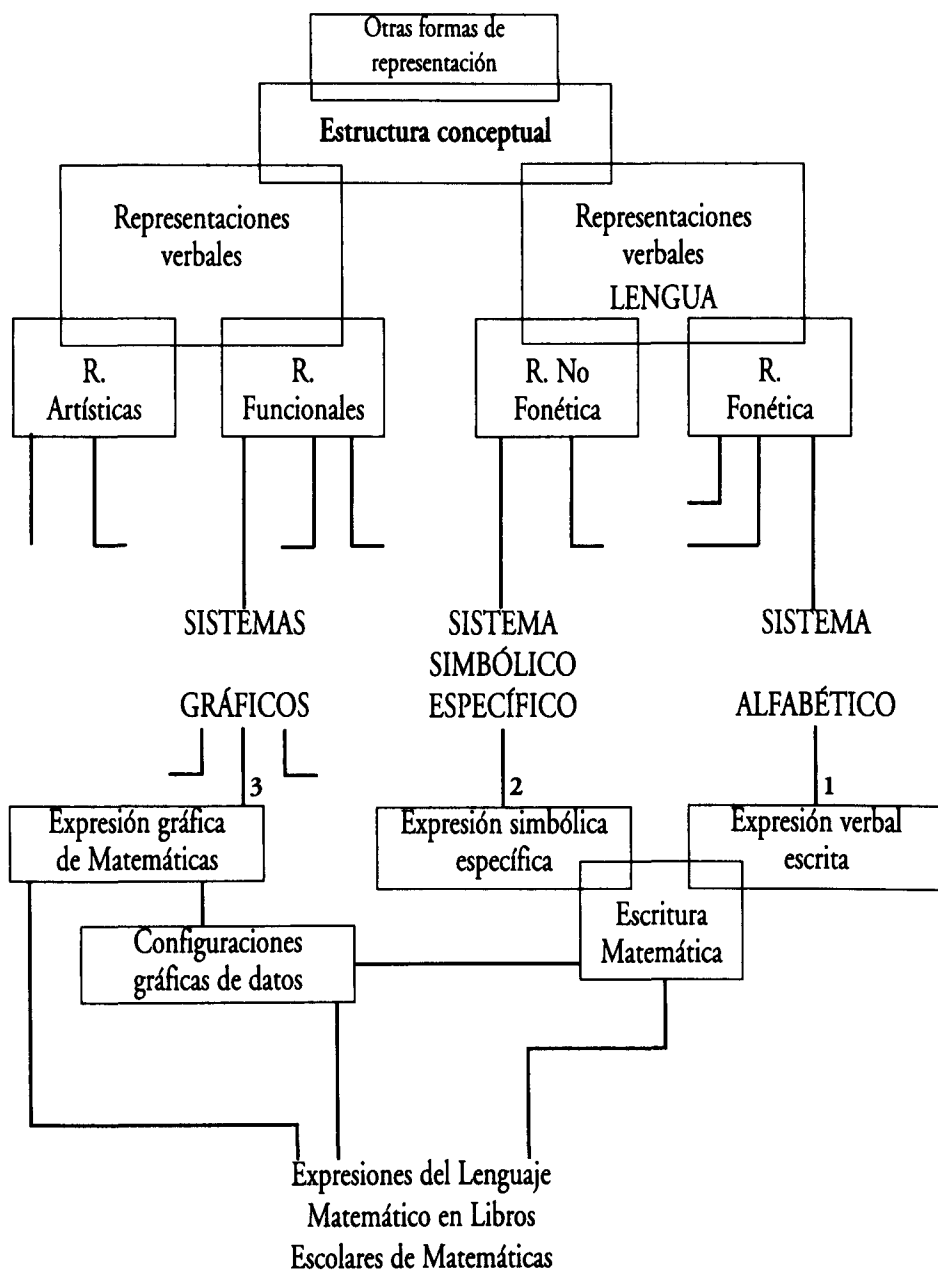 Otras formas de
representación
Estructura conceptual
Representaciones
verbales
Representaciones
verbales
LENGUA
R.
Artísticas
R.
Funcionales
R. No
Fonética
R.
Fonética
SISTEMAS
GRÁFICOS
SISTEMA
SIMBÓLICO
ESPECÍFICO
SISTEMA
ALFABÉTICO
3
2
1
Expresión gráfica
de Matemáticas
Expresión simbólica
específica
Expresión verbal
escrita
Escritura
Matemática
Configuraciones
gráficas de datos
Expresiones del Lenguaje
Matemático en Libros
Escolares de Matemáticas